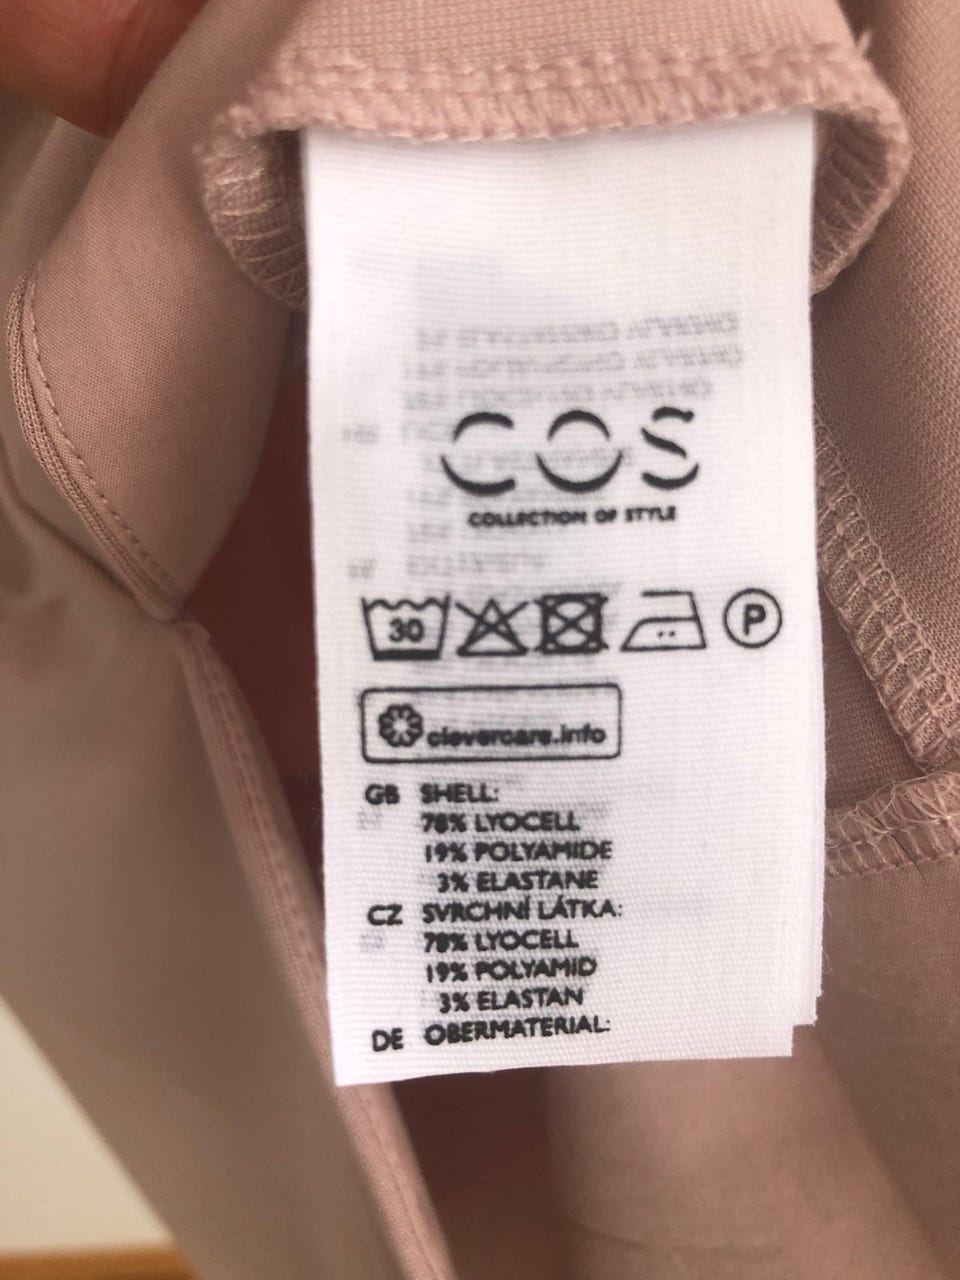 COS
COLLECTION OF STYLE
30 P
clevercare.info
GB SHELL:
78% LYOCELL
19% POLYAMIDE
3% ELASTANE
CZ SVRCHNÍ LÁTKA:
78% LYOCELL
19% POLYAMID
3% ELASTAN
DE OBERMATERIAL: